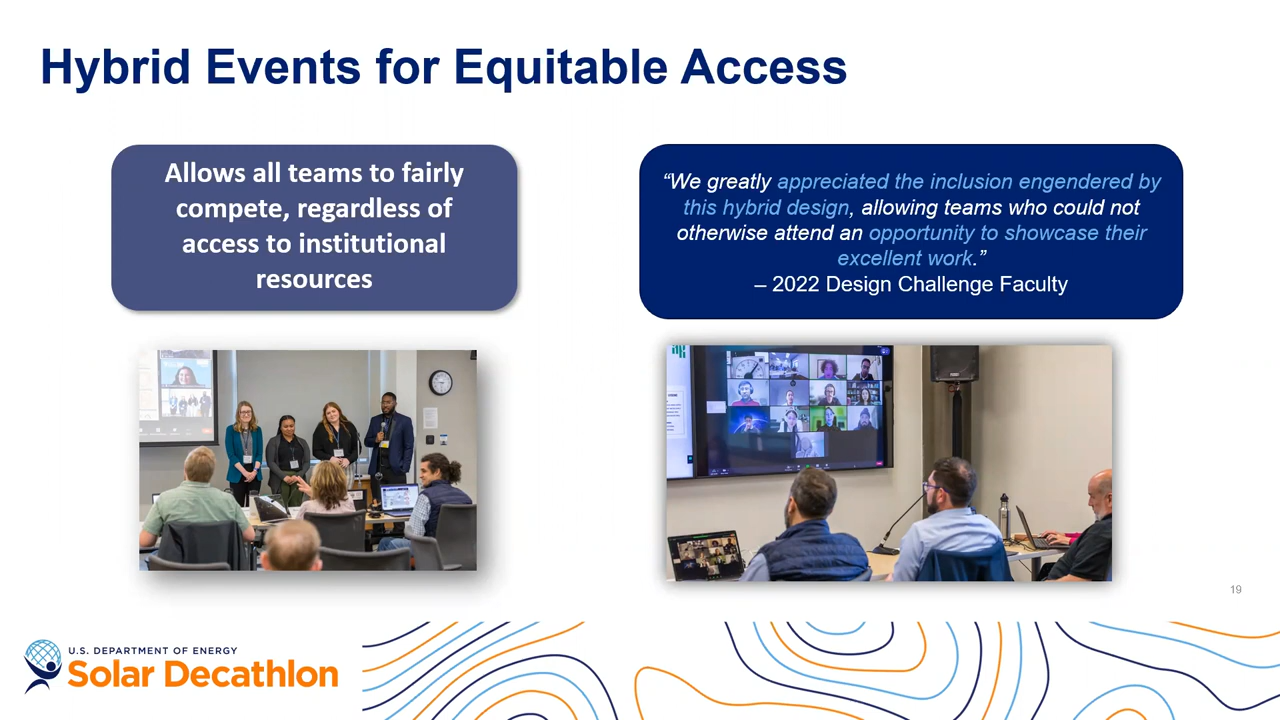 Hybrid Events for Equitable Access
Allows all teams to fairly
compete, regardless of
access to institutional
resources
“We greatly appreciated the inclusion engendered by
this hybrid design, allowing teams who could not
otherwise attend an opportunity to showcase their
excellent work.”
– 2022 Design Challenge Faculty
19
U.S. DEPARTMENT OF ENERGY
Solar Decathlon